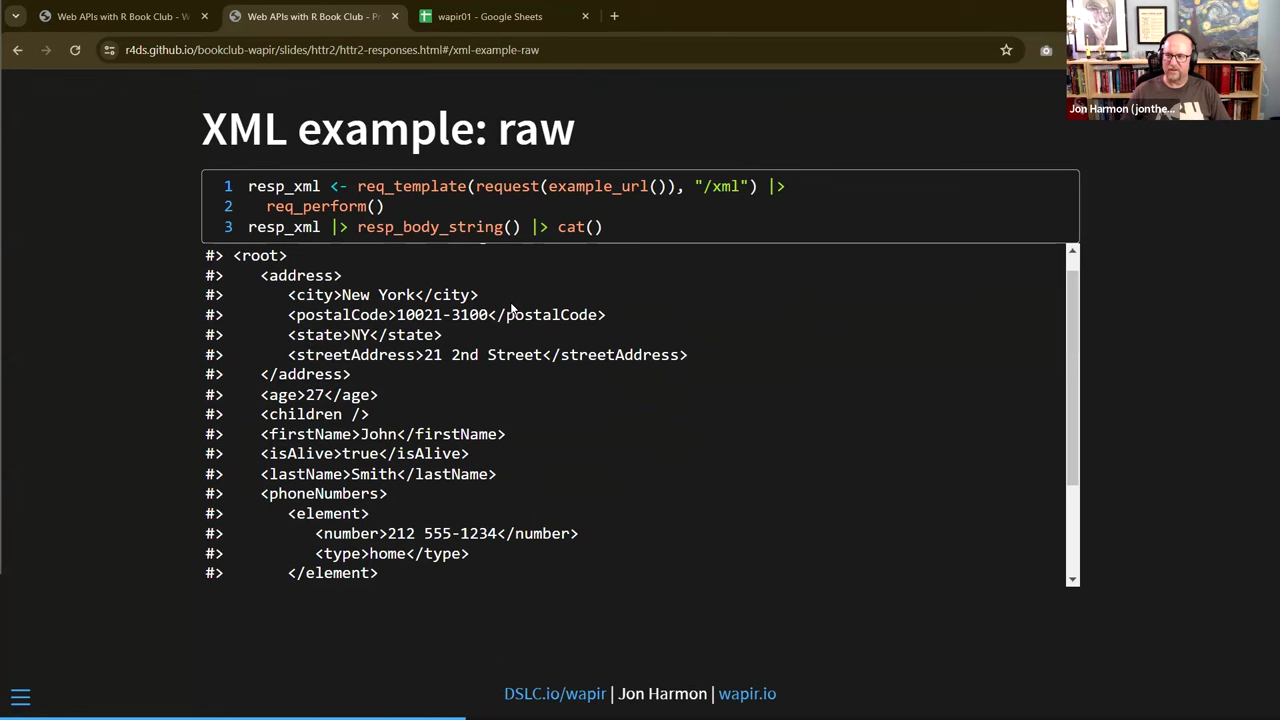 Web APIs with R Book Club - W
Web APIs with R Book Club - Pr
wapir01 - Google Sheets
r4ds.github.io/bookclub-wapir/slides/httr2/httr2-responses.html#/xml-example-raw
Jon Harmon (jonthe...
XML example: raw
1 resp_xml <- req_template(request(example_url()), "/xml") |>
2   req_perform()
3 resp_xml |> resp_body_string() |> cat()
#> <root>
#>    <address>
#>       <city>New York</city>
#>       <postalCode>10021-3100</postalCode>
#>       <state>NY</state>
#>       <streetAddress>21 2nd Street</streetAddress>
#>    </address>
#>    <age>27</age>
#>    <children />
#>    <firstName>John</firstName>
#>    <isAlive>true</isAlive>
#>    <lastName>Smith</lastName>
#>    <phoneNumbers>
#>       <element>
#>          <number>212 555-1234</number>
#>          <type>home</type>
#>       </element>
DSLC.io/wapir | Jon Harmon | wapir.io